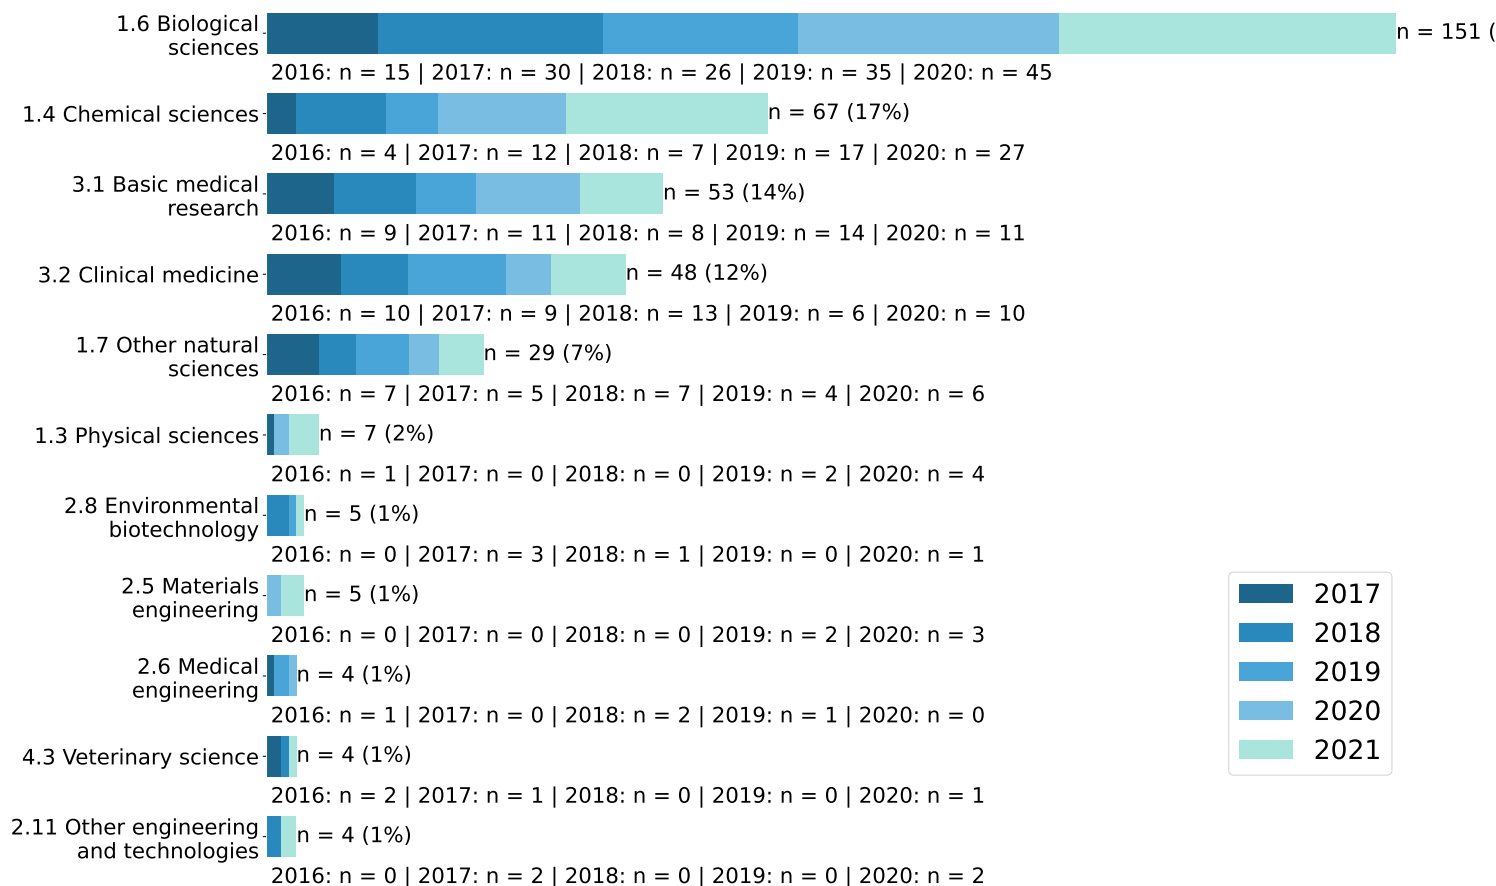 1.6 Biological
sciences
n = 151 (
2016: n = 15 | 2017: n = 30 | 2018: n = 26 | 2019: n = 35 | 2020: n = 45
1.4 Chemical sciences
n = 67 (17%)
2016: n = 4 | 2017: n = 12 | 2018: n = 7 | 2019: n = 17 | 2020: n = 27
3.1 Basic medical
research
n = 53 (14%)
2016: n = 9 | 2017: n = 11 | 2018: n = 8 | 2019: n = 14 | 2020: n = 11
3.2 Clinical medicine
n = 48 (12%)
2016: n = 10 | 2017: n = 9 | 2018: n = 13 | 2019: n = 6 | 2020: n = 10
1.7 Other natural
sciences
n = 29 (7%)
2016: n = 7 | 2017: n = 5 | 2018: n = 7 | 2019: n = 4 | 2020: n = 6
1.3 Physical sciences
n = 7 (2%)
2016: n = 1 | 2017: n = 0 | 2018: n = 0 | 2019: n = 2 | 2020: n = 4
2.8 Environmental
biotechnology
n = 5 (1%)
2016: n = 0 | 2017: n = 3 | 2018: n = 1 | 2019: n = 0 | 2020: n = 1
2.5 Materials
engineering
n = 5 (1%)
2016: n = 0 | 2017: n = 0 | 2018: n = 0 | 2019: n = 2 | 2020: n = 3
2.6 Medical
engineering
n = 4 (1%)
2016: n = 1 | 2017: n = 0 | 2018: n = 2 | 2019: n = 1 | 2020: n = 0
4.3 Veterinary science
n = 4 (1%)
2016: n = 2 | 2017: n = 1 | 2018: n = 0 | 2019: n = 0 | 2020: n = 1
2.11 Other engineering
and technologies
n = 4 (1%)
2016: n = 0 | 2017: n = 2 | 2018: n = 0 | 2019: n = 0 | 2020: n = 2
2017
2018
2019
2020
2021